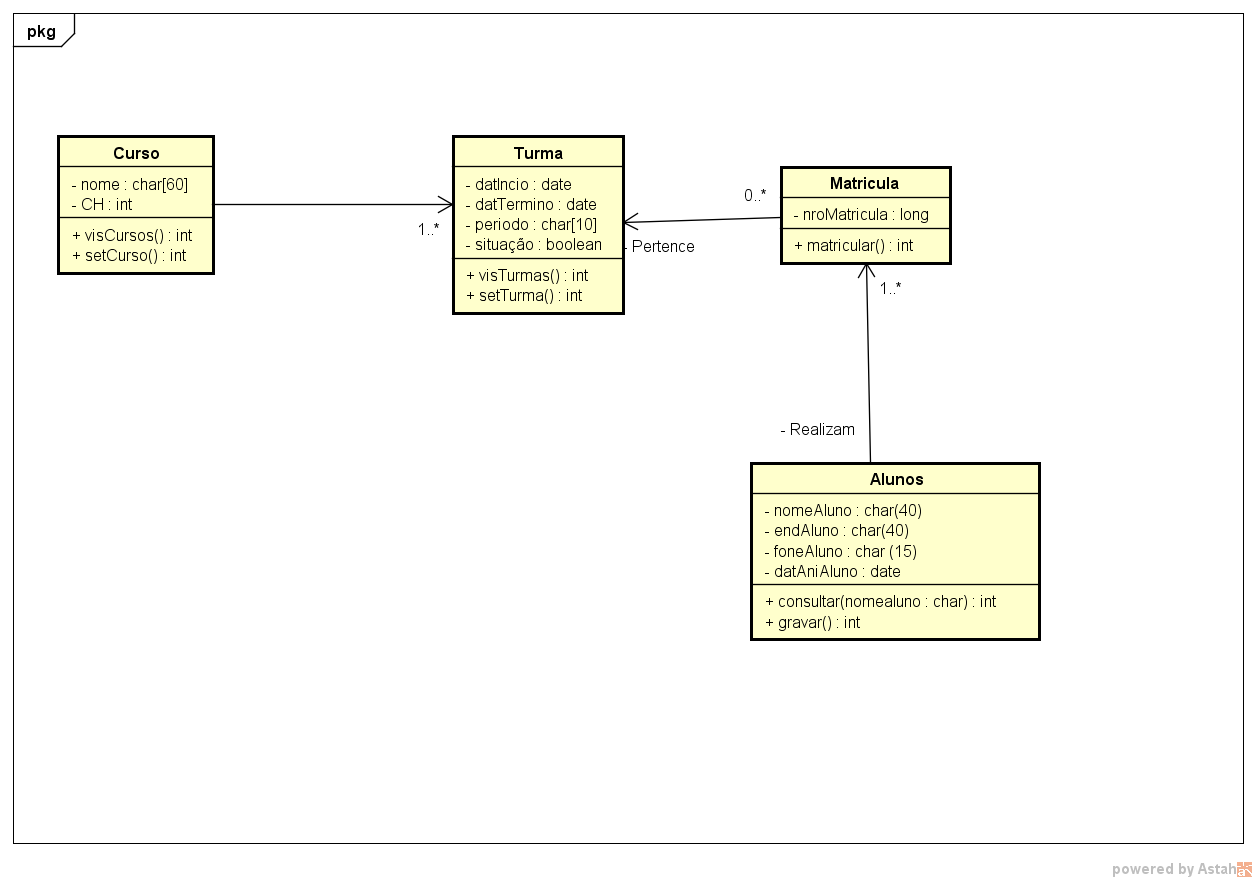 pkg
Curso
- nome : char[60]
- CH : int
+ visCursos() : int
+ setCurso() : int
1..*
Turma
- datIncio : date
- datTermino : date
- periodo : char[10]
- situação : boolean
+ visTurmas() : int
+ setTurma() : int
- Pertence
0..*
Matricula
- nroMatricula : long
+ matricular() : int
1..*
- Realizam
Alunos
- nomeAluno : char(40)
- endAluno : char(40)
- foneAluno : char (15)
- datAniAluno : date
+ consultar(nomealuno : char) : int
+ gravar() : int
powered by Astah